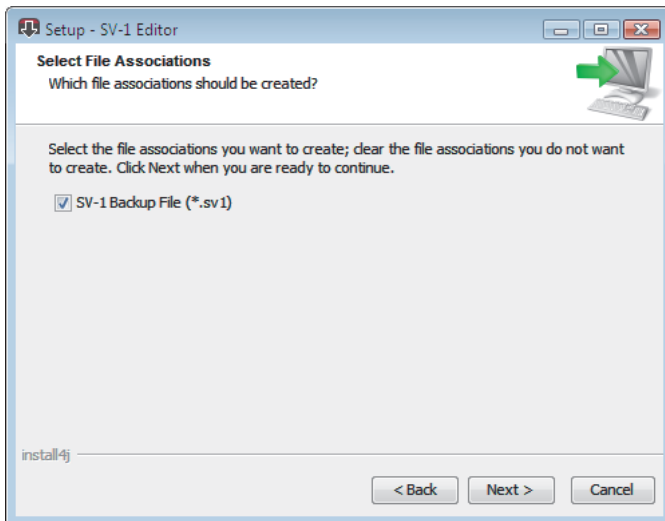 Setup - SV-1 Editor
Select File Associations
Which file associations should be created?
Select the file associations you want to create; clear the file associations you do not want
to create. Click Next when you are ready to continue.
SV-1 Backup File (*.sv1)
install4j
< Back Next > Cancel